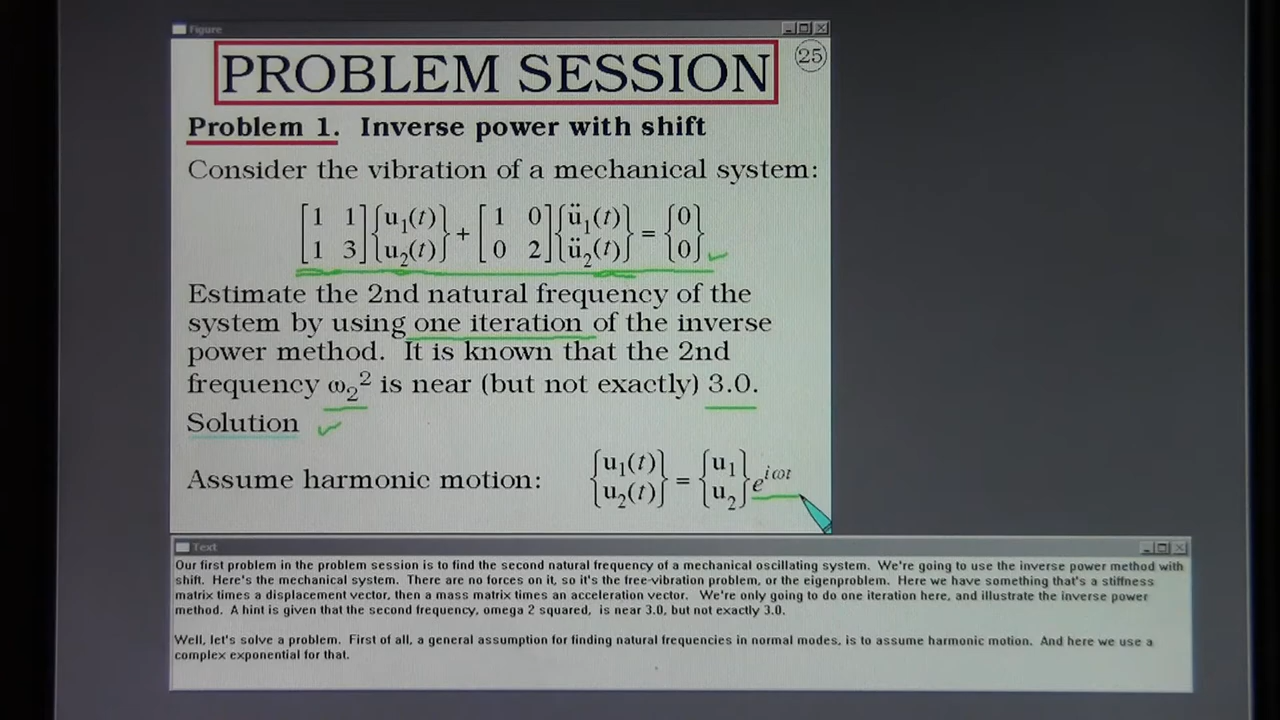 Figure
25
PROBLEM SESSION
Problem 1. Inverse power with shift
Consider the vibration of a mechanical system:
[1 1; 1 3] {u₁(t); u₂(t)} + [1 0; 0 2] {ü₁(t); ü₂(t)} = {0; 0}
Estimate the 2nd natural frequency of the
system by using one iteration of the inverse
power method. It is known that the 2nd
frequency ω₂² is near (but not exactly) 3.0.
Solution
Assume harmonic motion: {u₁(t); u₂(t)} = {u₁; u₂} e^{iωt}
Text
Our first problem in the problem session is to find the second natural frequency of a mechanical oscillating system. We're going to use the inverse power method with
shift. Here's the mechanical system. There are no forces on it, so it's the free-vibration problem, or the eigenproblem. Here we have something that's a stiffness
matrix times a displacement vector, then a mass matrix times an acceleration vector. We're only going to do one iteration here, and illustrate the inverse power
method. A hint is given that the second frequency, omega 2 squared, is near 3.0, but not exactly 3.0.
Well, let's solve a problem. First of all, a general assumption for finding natural frequencies in normal modes, is to assume harmonic motion. And here we use a
complex exponential for that.